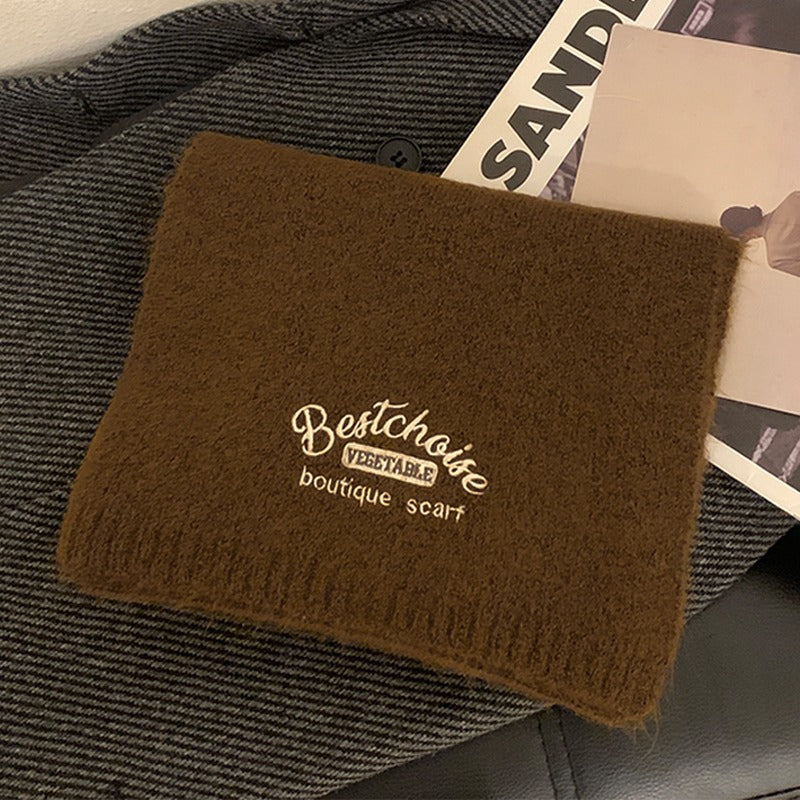 SANDE
Bestchoise
VEGETABLE
boutique scarf